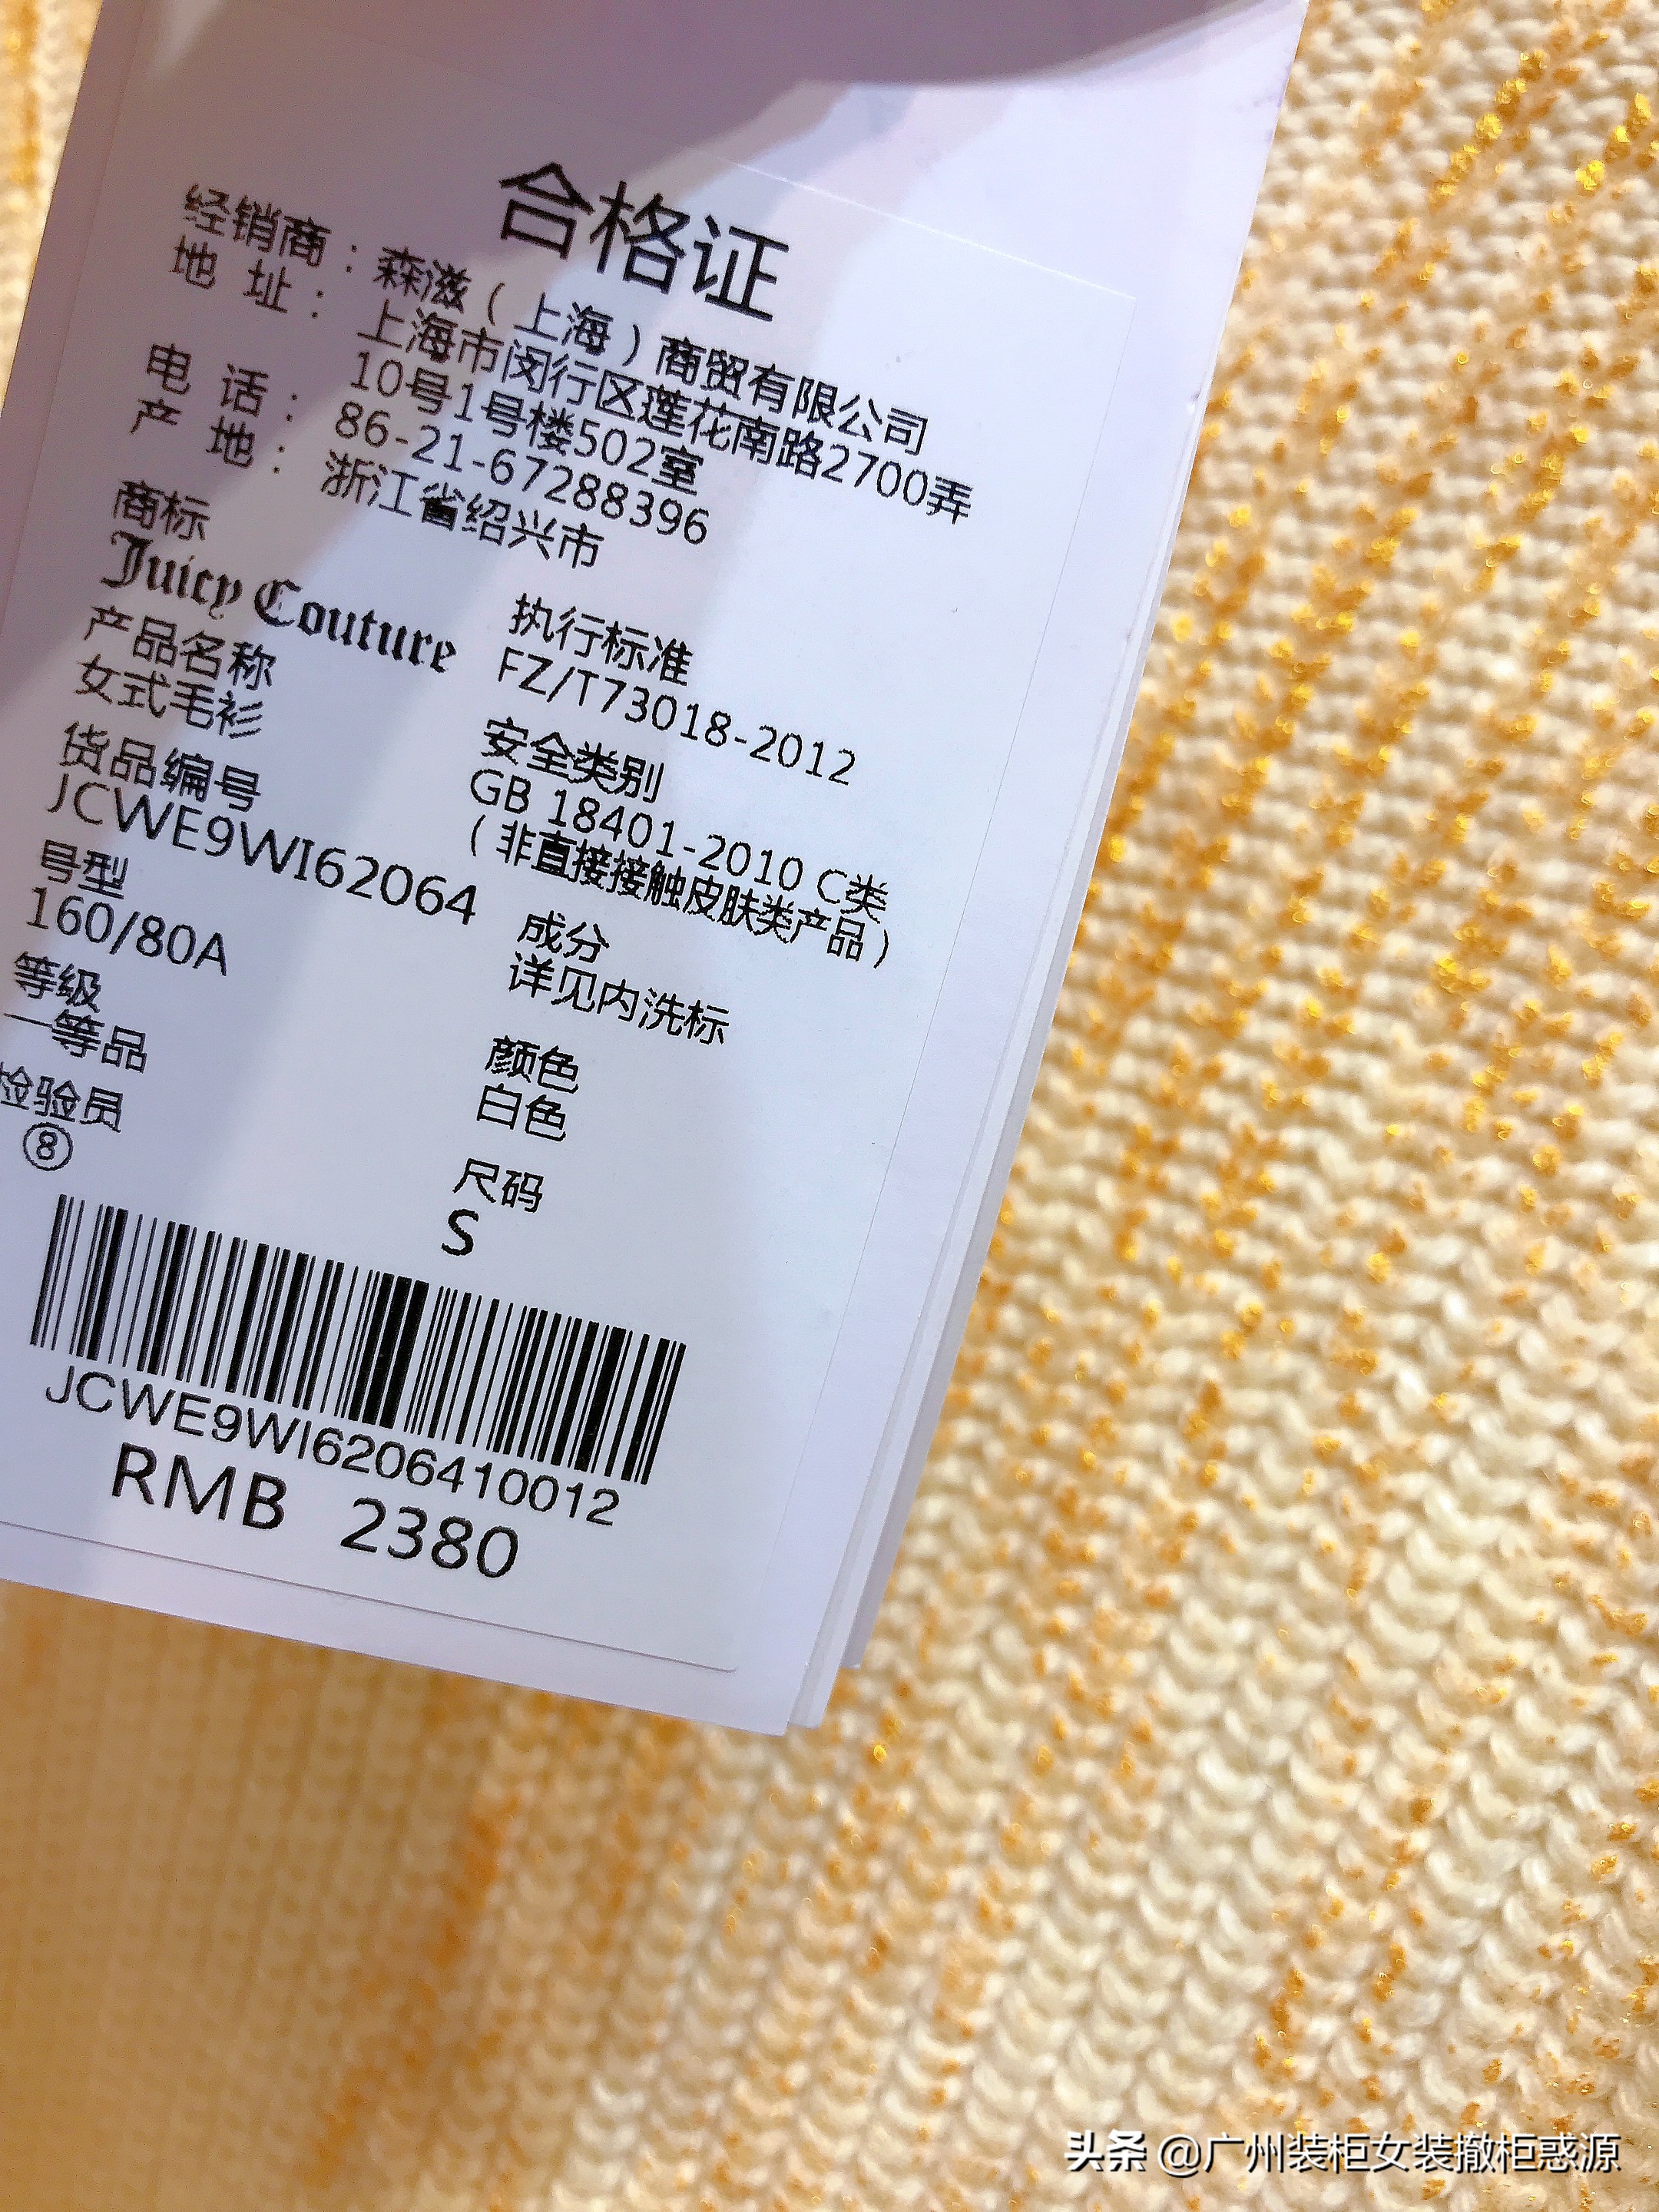 合格证
经销商：森滋（上海）商贸有限公司
地 址：上海市闵行区莲花南路2700弄
10号1号楼502室
电 话：86-21-67288396
产 地：浙江省绍兴市
商标
Juicy Couture
产品名称
女式毛衫
货品编号
JCWE9WI62064
号型
160/80A
等级
一等品
检验员
⑧
执行标准
FZ/T73018-2012
安全类别
GB 18401-2010 C类
（非直接接触皮肤类产品）
成分
详见内洗标
颜色
白色
尺码
S
JCWE9WI6206410012
RMB 2380
头条 @广州装柜女装撤柜惑源